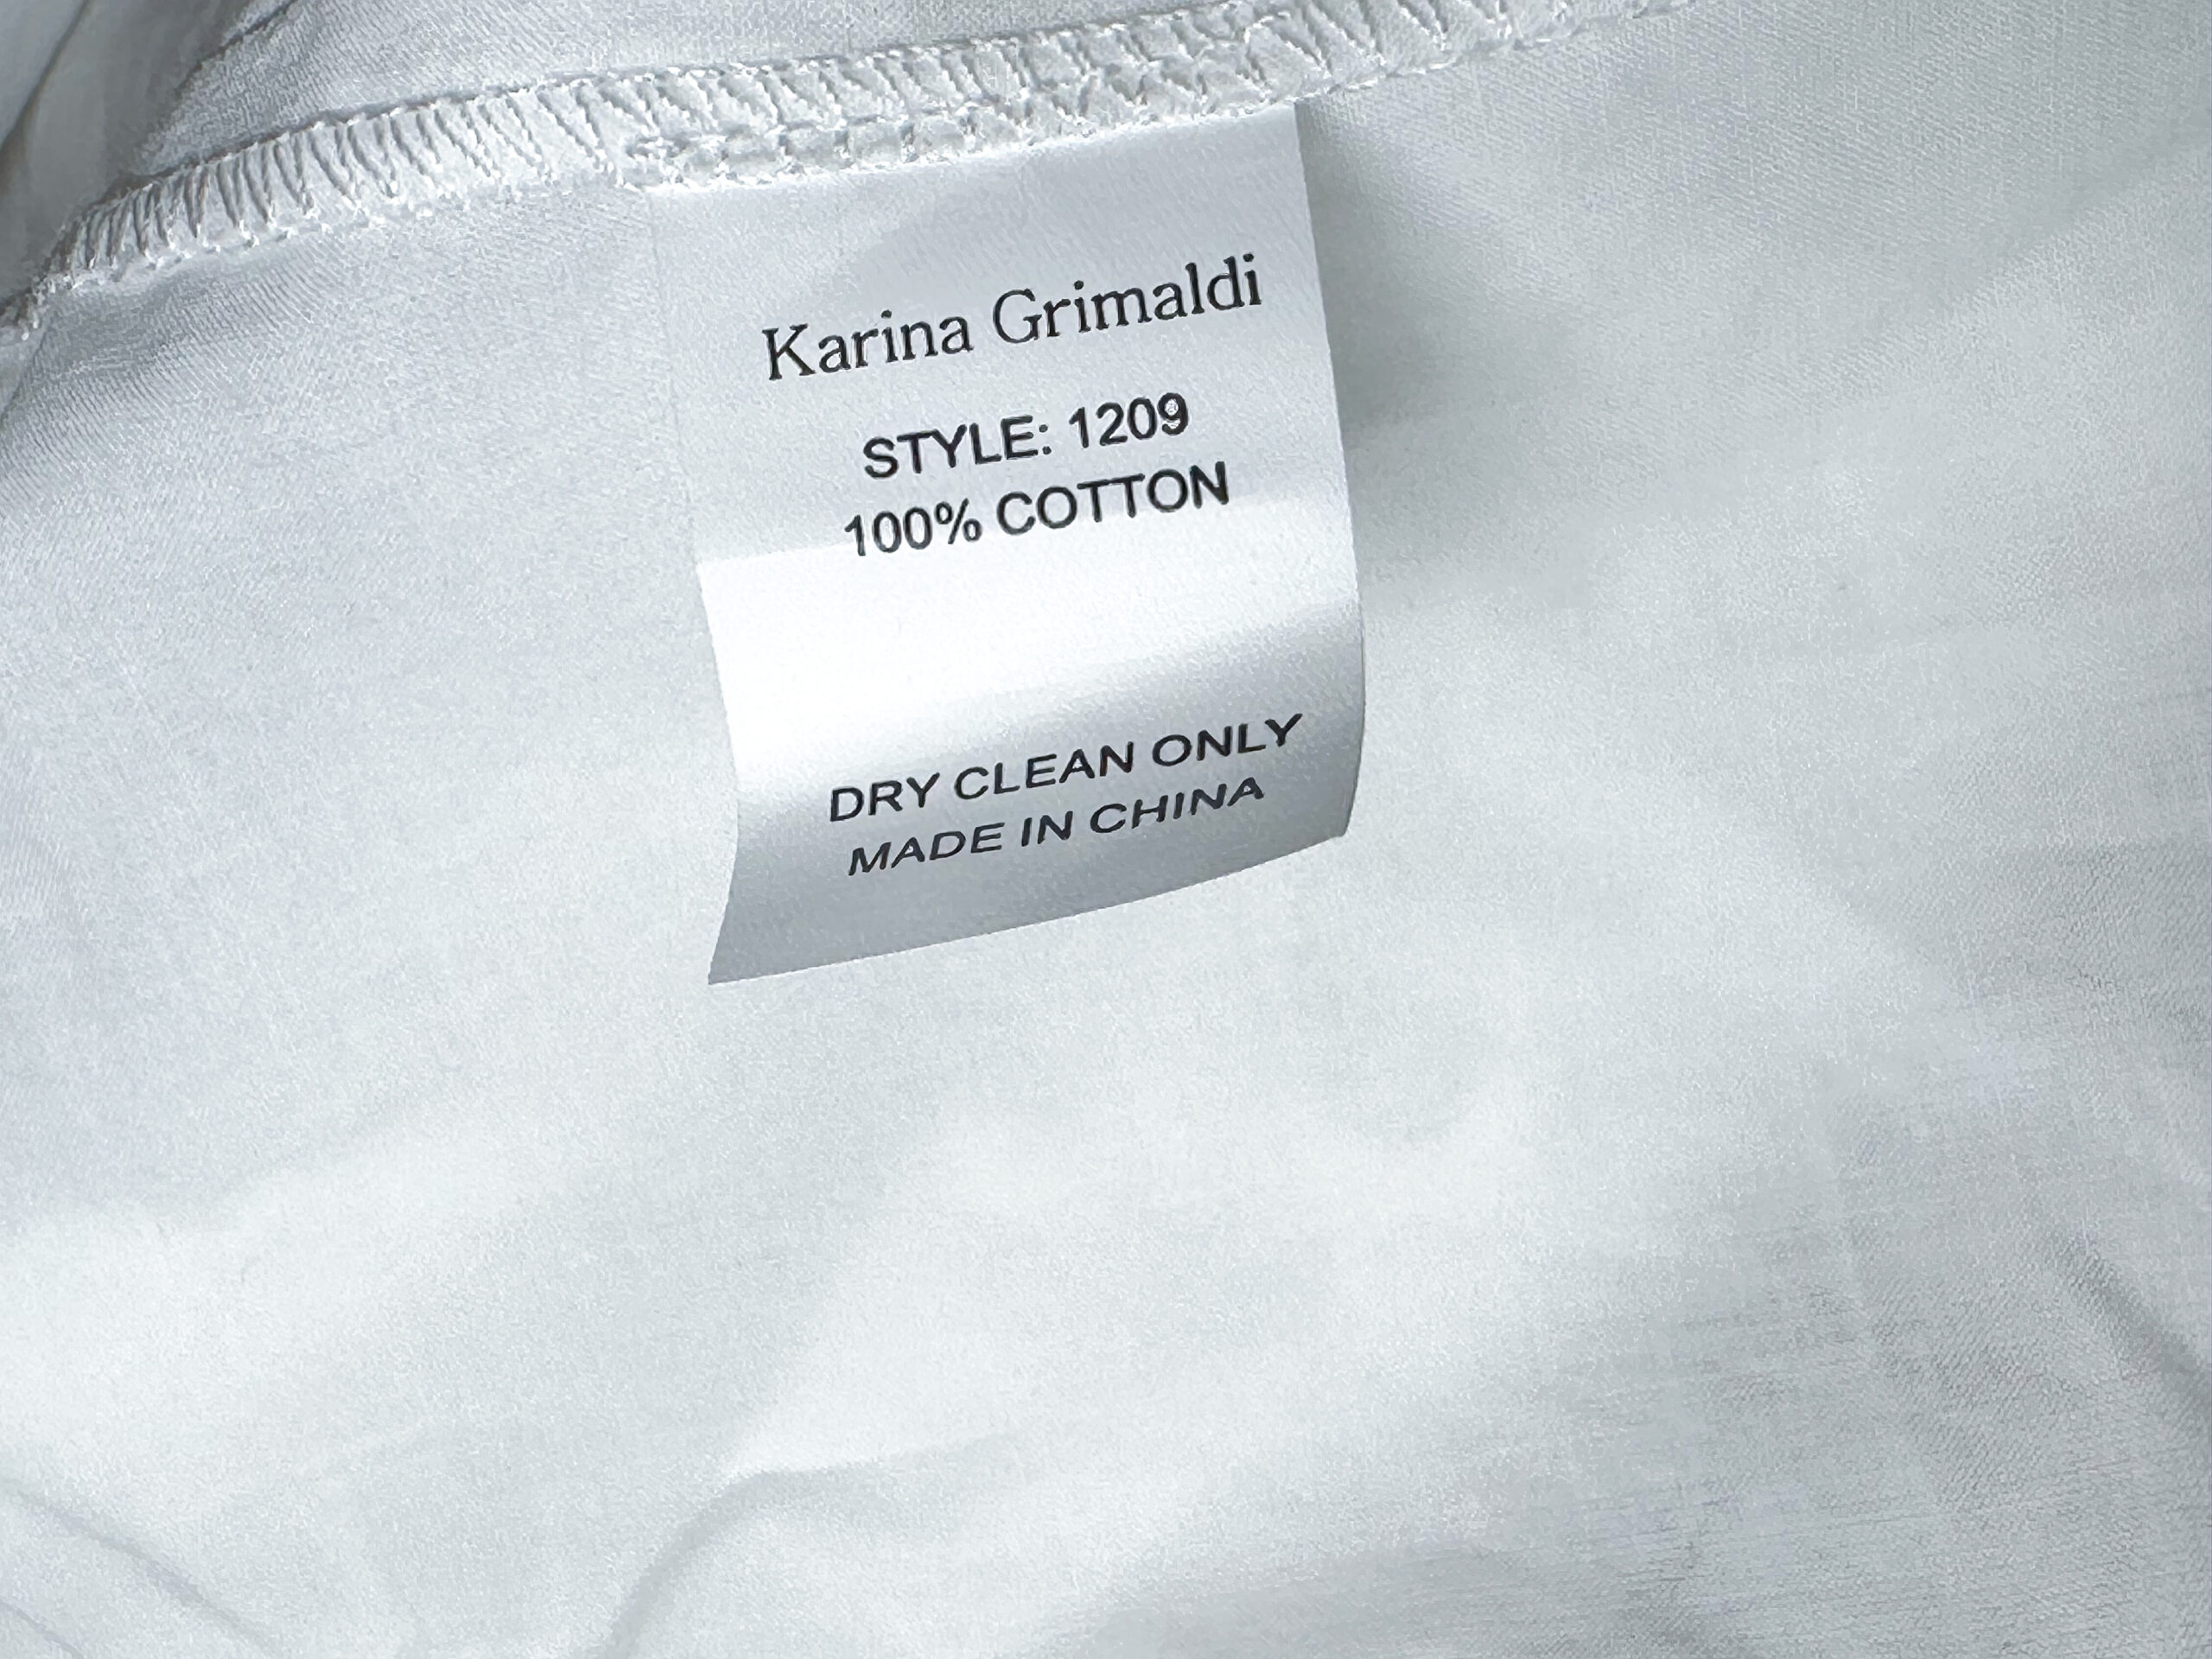 Karina Grimaldi
STYLE: 1209
100% COTTON
DRY CLEAN ONLY
MADE IN CHINA